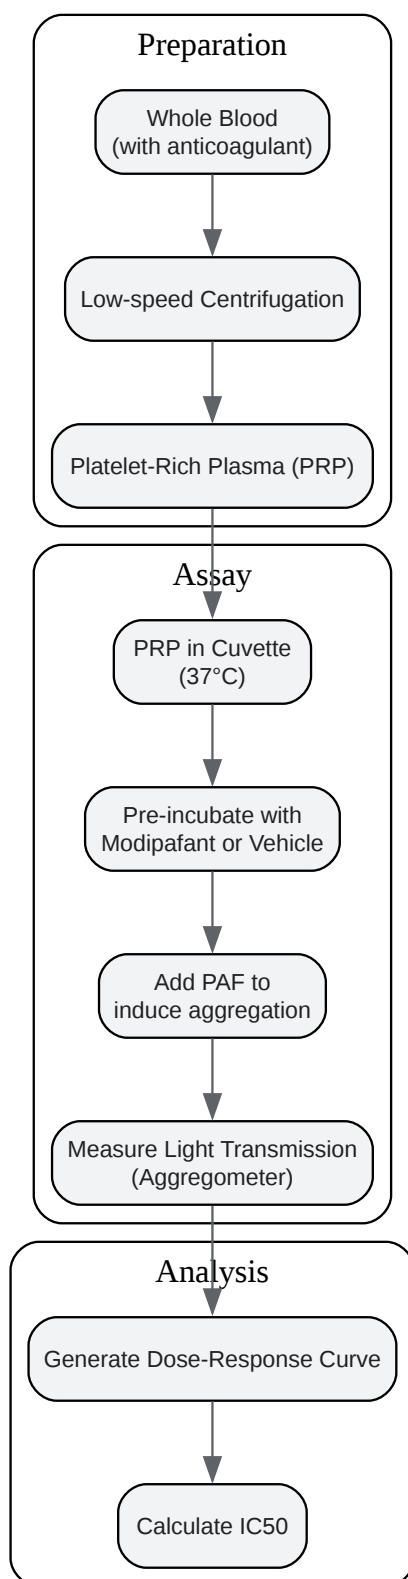 Preparation
Whole Blood
(with anticoagulant)
Low-speed Centrifugation
Platelet-Rich Plasma (PRP)
Assay
PRP in Cuvette
(37°C)
Pre-incubate with
Modipafant or Vehicle
Add PAF to
induce aggregation
Measure Light Transmission
(Aggregometer)
Analysis
Generate Dose-Response Curve
Calculate IC50